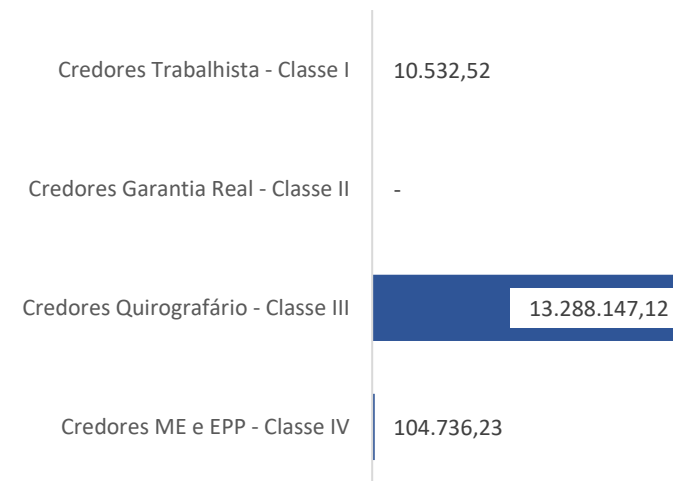 Credores Trabalhista - Classe I 10.532,52
Credores Garantia Real - Classe II -
Credores Quirografário - Classe III 13.288.147,12
Credores ME e EPP - Classe IV 104.736,23